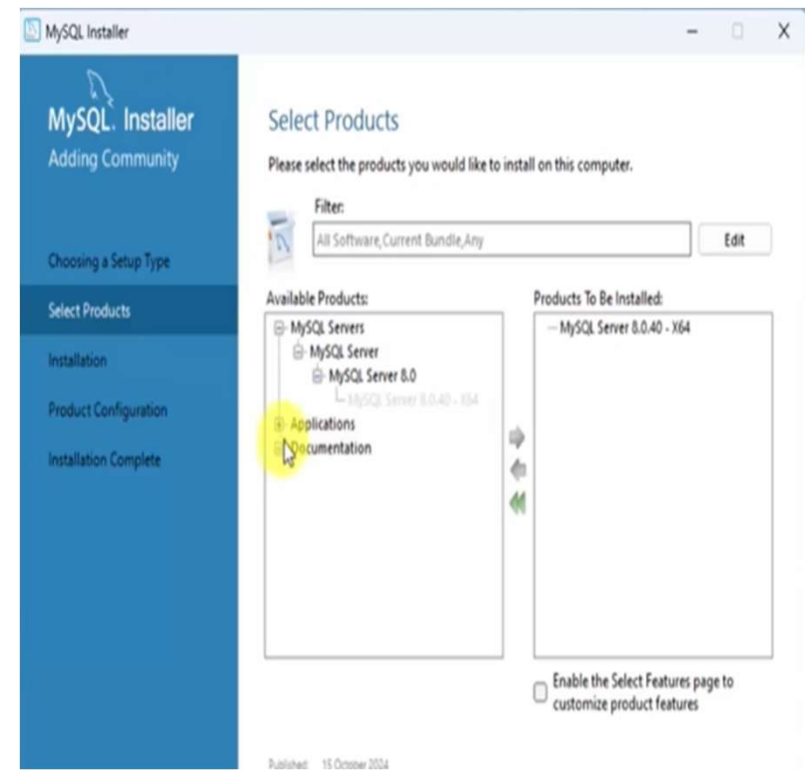 MySQL Installer
MySQL. Installer
Adding Community
Choosing a Setup Type
Select Products
Installation
Product Configuration
Installation Complete
Select Products
Please select the products you would like to install on this computer.
Filter:
All Software,Current Bundle,Any
Edit
Available Products:
MySQL Servers
MySQL Server
MySQL Server 8.0
MySQL Server 8.0.40 - X64
Applications
Documentation
Products To Be Installed:
MySQL Server 8.0.40 - X64
Enable the Select Features page to
customize product features
Published: 15 October 2024